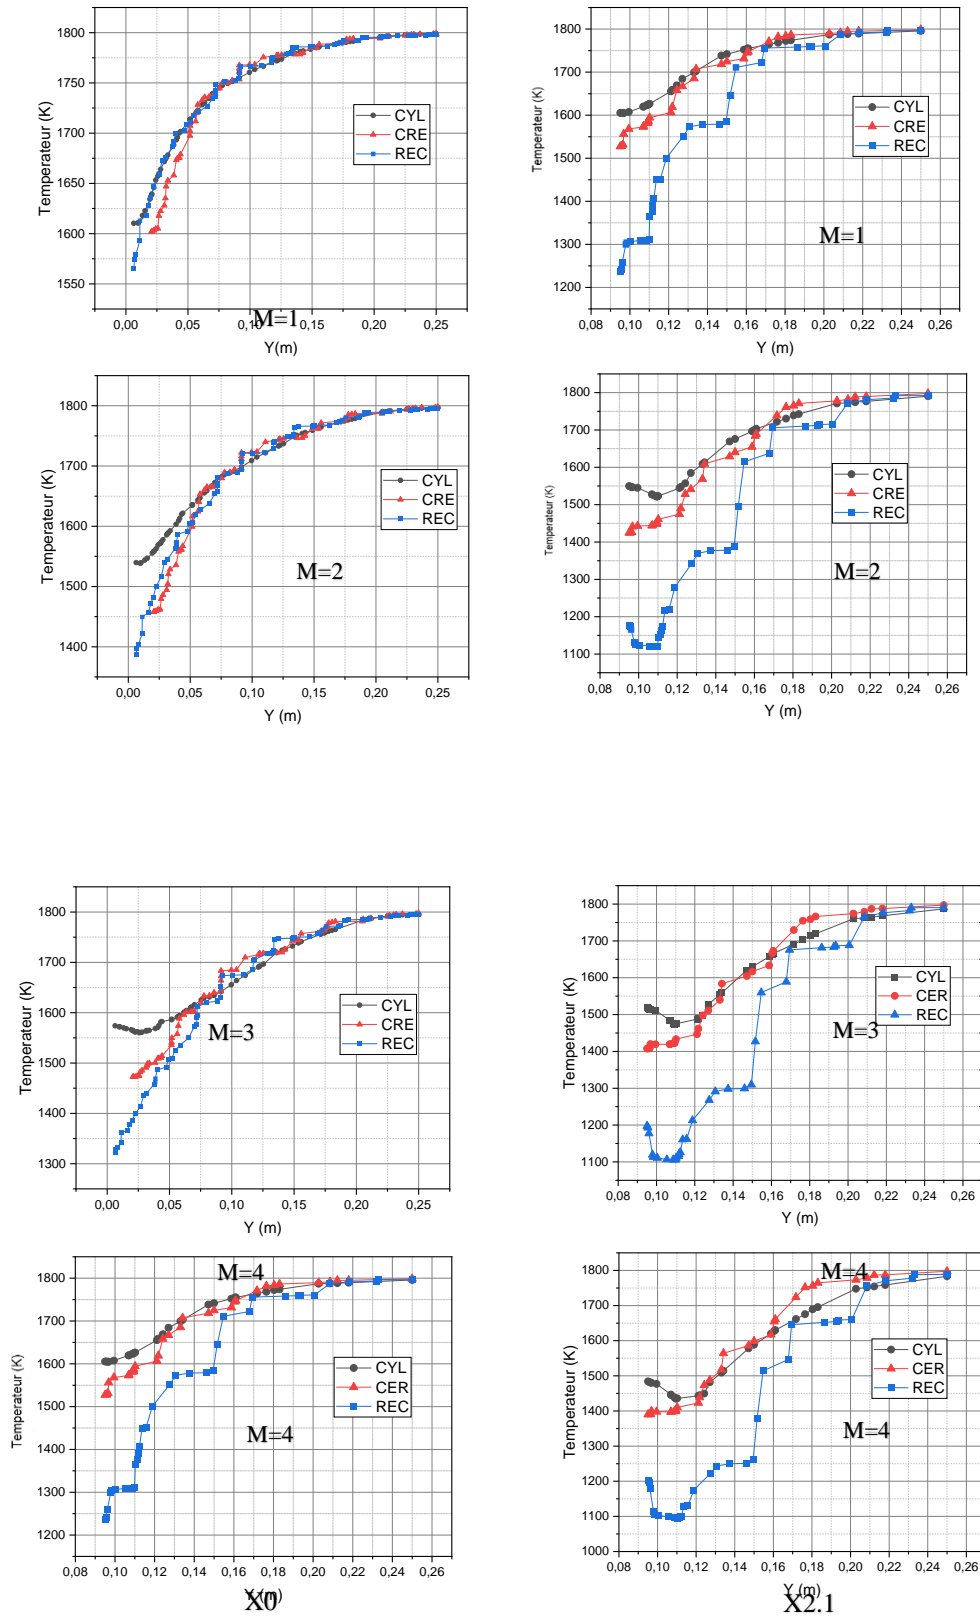 1800
1750
1700
1650
1600
1550
Temperateur (K)
CYL
CRE
REC
0,00 0,05 0,10 0,15 0,20 0,25
M=1
Y(m)
1800
1700
1600
1500
1400
1300
1200
Temperateur (K)
CYL
CRE
REC
M=1
0,08 0,10 0,12 0,14 0,16 0,18 0,20 0,22 0,24 0,26
Y (m)
1800
1700
1600
1500
1400
Temperateur (K)
CYL
CRE
REC
M=2
0,00 0,05 0,10 0,15 0,20 0,25
Y (m)
1800
1700
1600
1500
1400
1300
1200
1100
Temperateur (K)
CYL
CRE
REC
M=2
0,08 0,10 0,12 0,14 0,16 0,18 0,20 0,22 0,24 0,26
Y (m)
1800
1700
1600
1500
1400
1300
Temperateur (K)
CYL
CRE
REC
M=3
0,00 0,05 0,10 0,15 0,20 0,25
Y (m)
1800
1700
1600
1500
1400
1300
1200
1100
Temperateur (K)
CYL
CER
REC
M=3
0,08 0,10 0,12 0,14 0,16 0,18 0,20 0,22 0,24 0,26
Y (m)
M=4
1800
1700
1600
1500
1400
1300
1200
Temperateur (K)
CYL
CER
REC
M=4
0,08 0,10 0,12 0,14 0,16 0,18 0,20 0,22 0,24 0,26
Y (m)
X0
M=4
1800
1700
1600
1500
1400
1300
1200
1100
1000
Temperateur (K)
CYL
CER
REC
M=4
0,08 0,10 0,12 0,14 0,16 0,18 0,20 0,22 0,24 0,26
Y (m)
X2.1